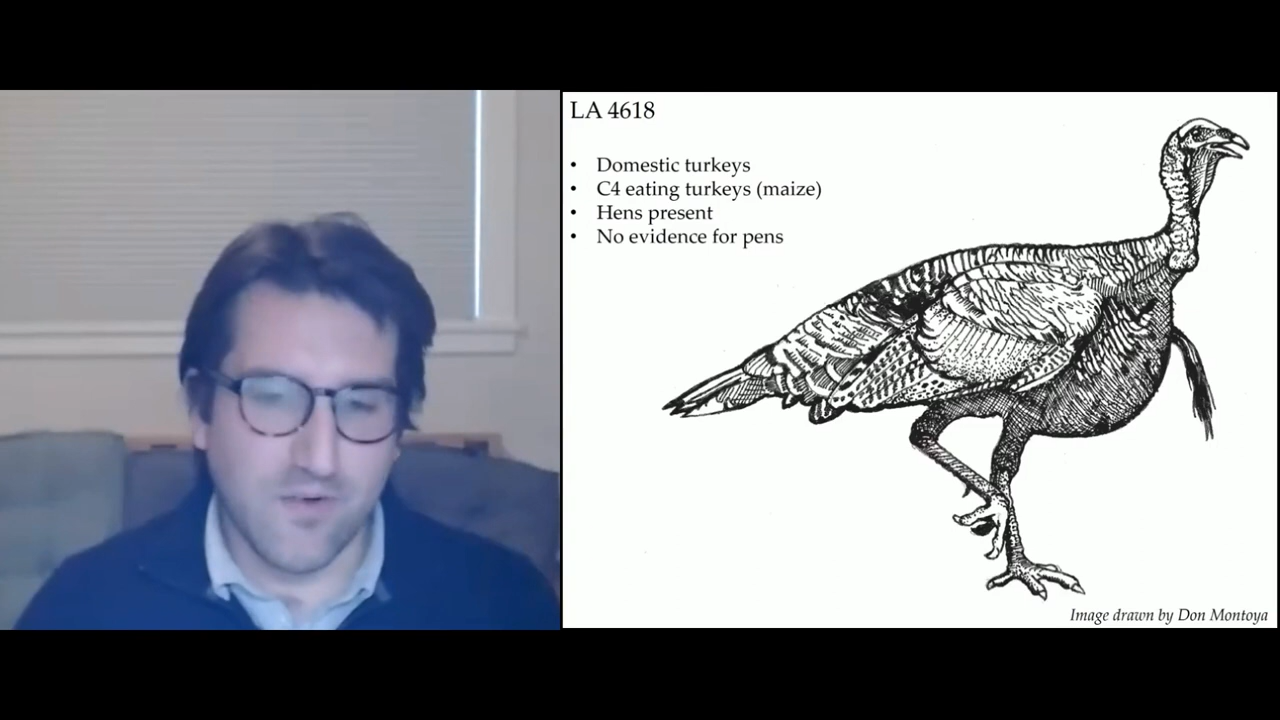 LA 4618
• Domestic turkeys
• C4 eating turkeys (maize)
• Hens present
• No evidence for pens
Image drawn by Don Montoya